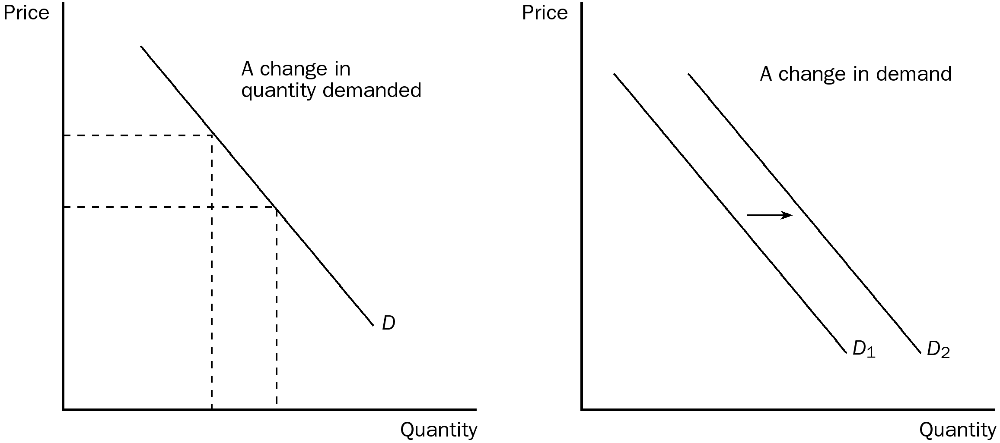 Price
A change in
quantity demanded
D
Quantity
Price
A change in demand
D1
D2
Quantity